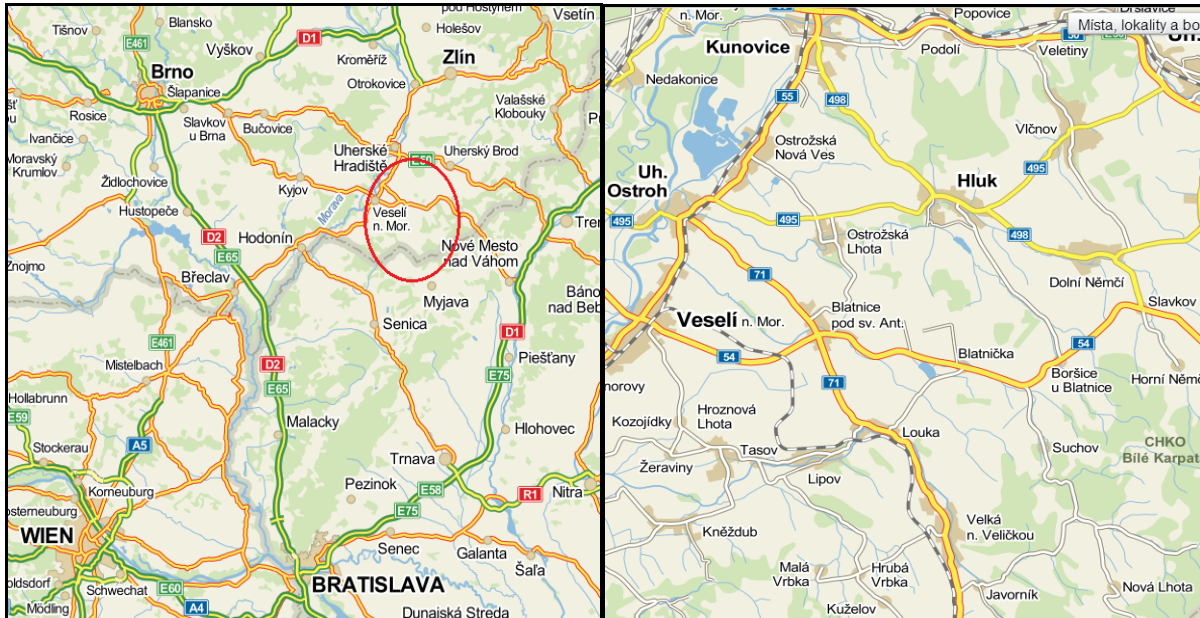 pod Hostýnem
Vsetín
Tišnov
Blansko
Holešov
E461
Vyškov
D1
Kroměříž
Zlín
Brno
Otrokovice
Šlapanice
Rosice
Slavkov
u Brna
Valašské
Klobouky
Ivančice
Bučovice
Uherské
Hradiště
E50
Uherský Brod
Moravský
Krumlov
Židlochovice
Kyjov
Morava
Hustopeče
Veselí
n. Mor.
D2
Hodonín
E65
Nové Mesto
nad Váhom
Znojmo
Břeclav
Myjava
Senica
D1
E461
Piešťany
Mistelbach
D2
E75
E65
Hollabrunn
E59
Malacky
Hlohovec
A5
Stockerau
Trnava
Pezinok
E58
R1
Nitra
Korneuburg
E75
WIEN
Senec
Galanta
Šaľa
Schwechat
E60
BRATISLAVA
Mödling
A4
Dunajská Streda
n. Mor.
Popovice
Místa, lokality a bo
50
Kunovice
Podolí
Veletiny
Nedakonice
55
498
Vlčnov
Ostrožská
Nová Ves
Uh.
Ostroh
495
Hluk
495
495
498
Ostrožská
Lhota
71
Dolní Němčí
Slavkov
Blatnice
pod sv. Ant.
Veselí n. Mor.
54
54
Blatnička
71
Boršice
u Blatnice
Horní Němčí
Hroznová
Lhota
Kozojídky
Louka
Suchov
CHKO
Bílé Karpat
Tasov
Žeraviny
Lipov
Kněždub
Velká
n. Veličkou
Malá
Vrbka
Hrubá
Vrbka
Javorník
Nová Lhota
Kuželov